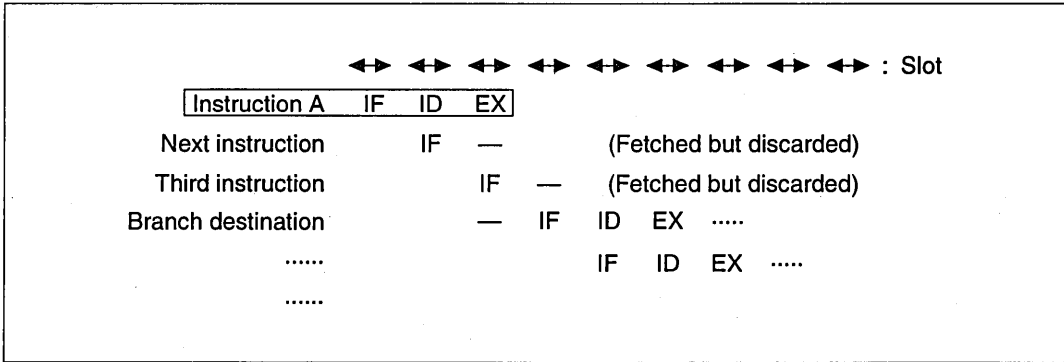 : Slot
Instruction A IF ID EX
Next instruction IF — (Fetched but discarded)
Third instruction IF — (Fetched but discarded)
Branch destination — IF ID EX .....
...... IF ID EX .....
......